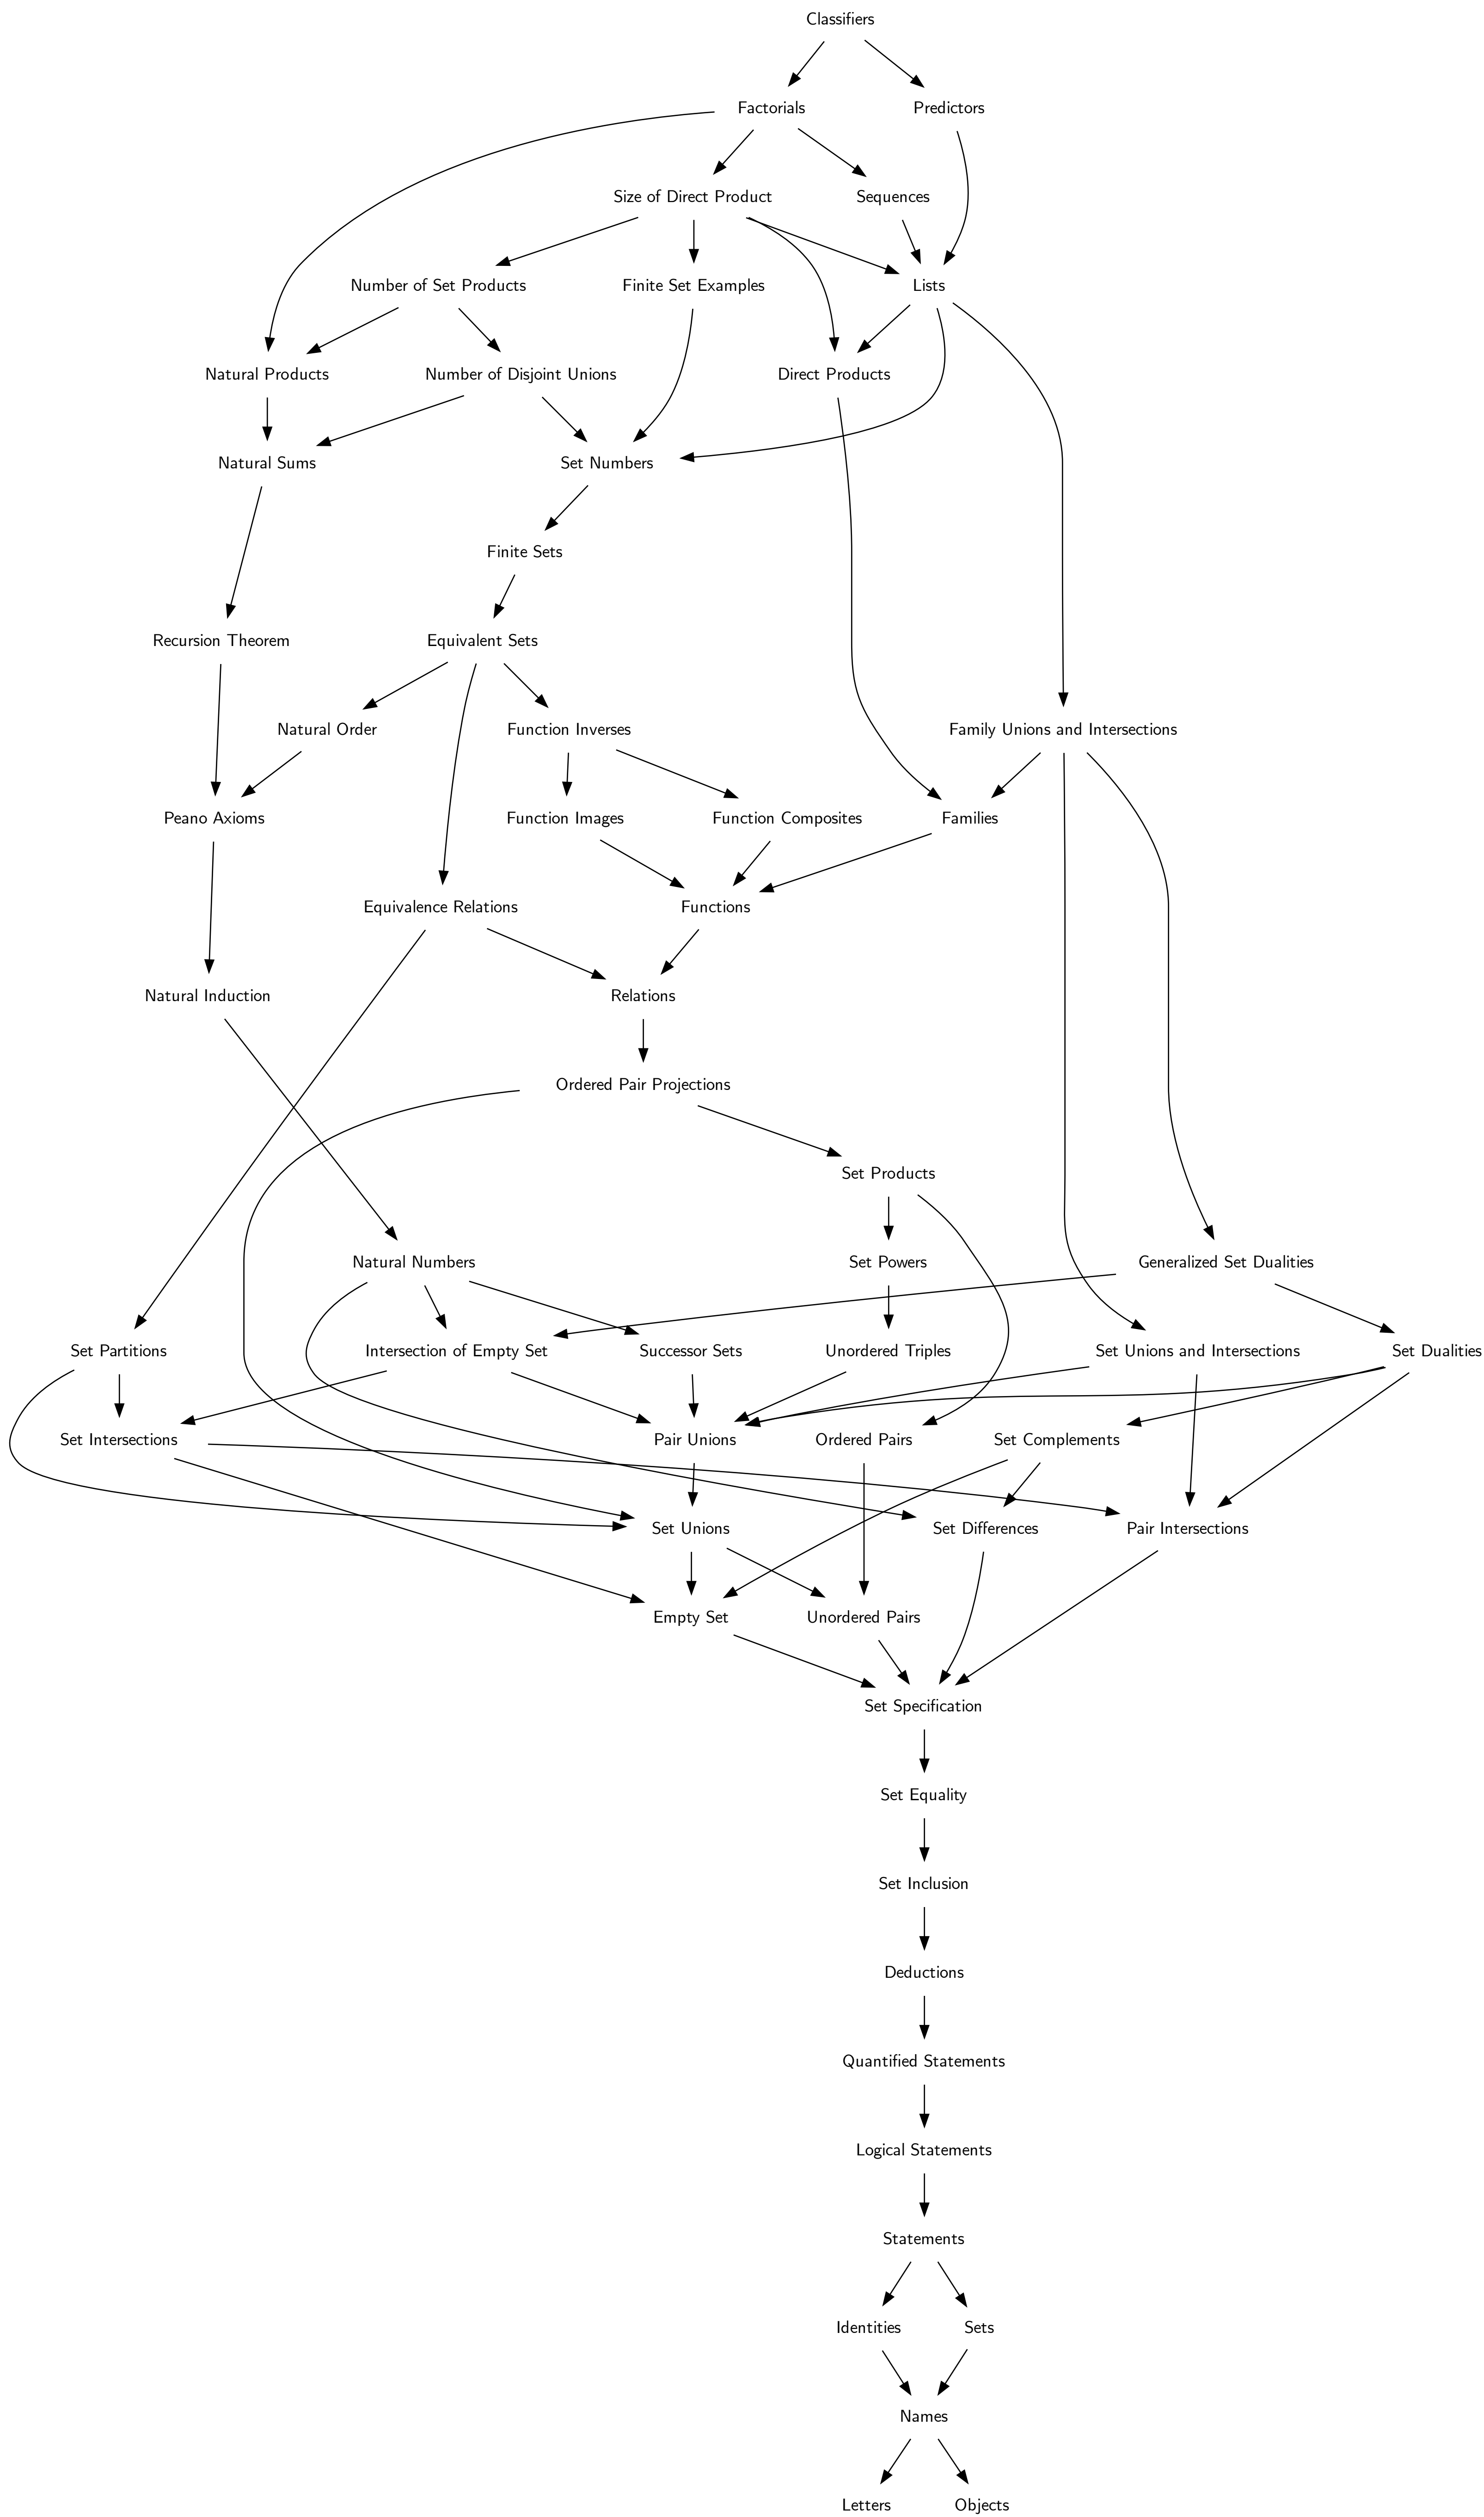 Classifiers
Factorials
Predictors
Size of Direct Product
Sequences
Number of Set Products
Finite Set Examples
Lists
Natural Products
Number of Disjoint Unions
Direct Products
Natural Sums
Set Numbers
Finite Sets
Recursion Theorem
Equivalent Sets
Natural Order
Function Inverses
Family Unions and Intersections
Peano Axioms
Function Images
Function Composites
Families
Equivalence Relations
Functions
Natural Induction
Relations
Ordered Pair Projections
Set Products
Natural Numbers
Set Powers
Generalized Set Dualities
Set Partitions
Intersection of Empty Set
Successor Sets
Unordered Triples
Set Unions and Intersections
Set Dualities
Set Intersections
Pair Unions
Ordered Pairs
Set Complements
Set Unions
Set Differences
Pair Intersections
Empty Set
Unordered Pairs
Set Specification
Set Equality
Set Inclusion
Deductions
Quantified Statements
Logical Statements
Statements
Identities
Sets
Names
Letters
Objects